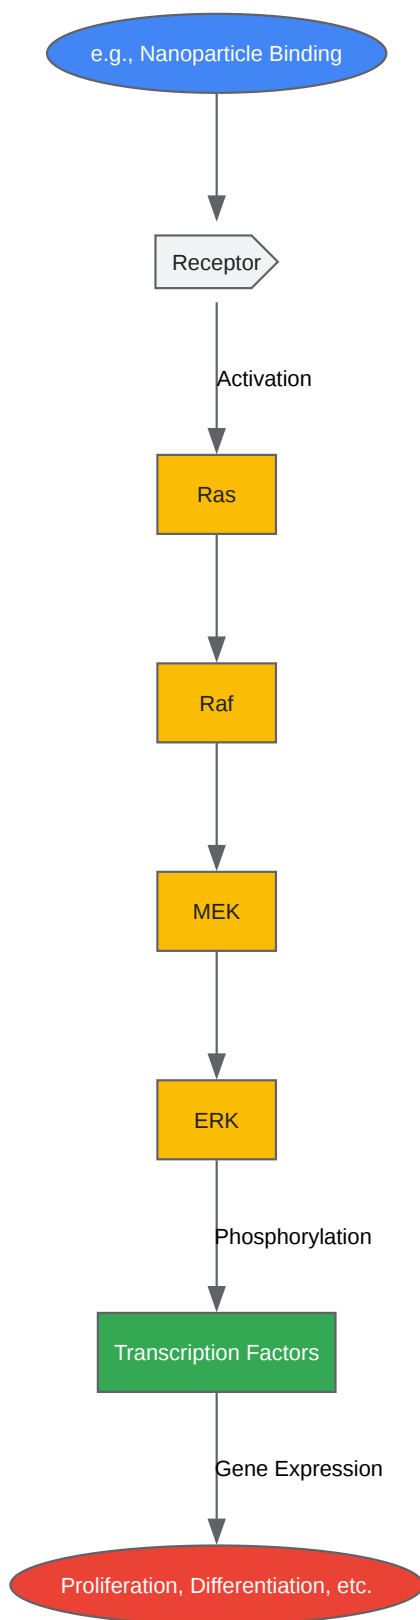 e.g., Nanoparticle Binding
Receptor
Activation
Ras
Raf
MEK
ERK
Phosphorylation
Transcription Factors
Gene Expression
Proliferation, Differentiation, etc.